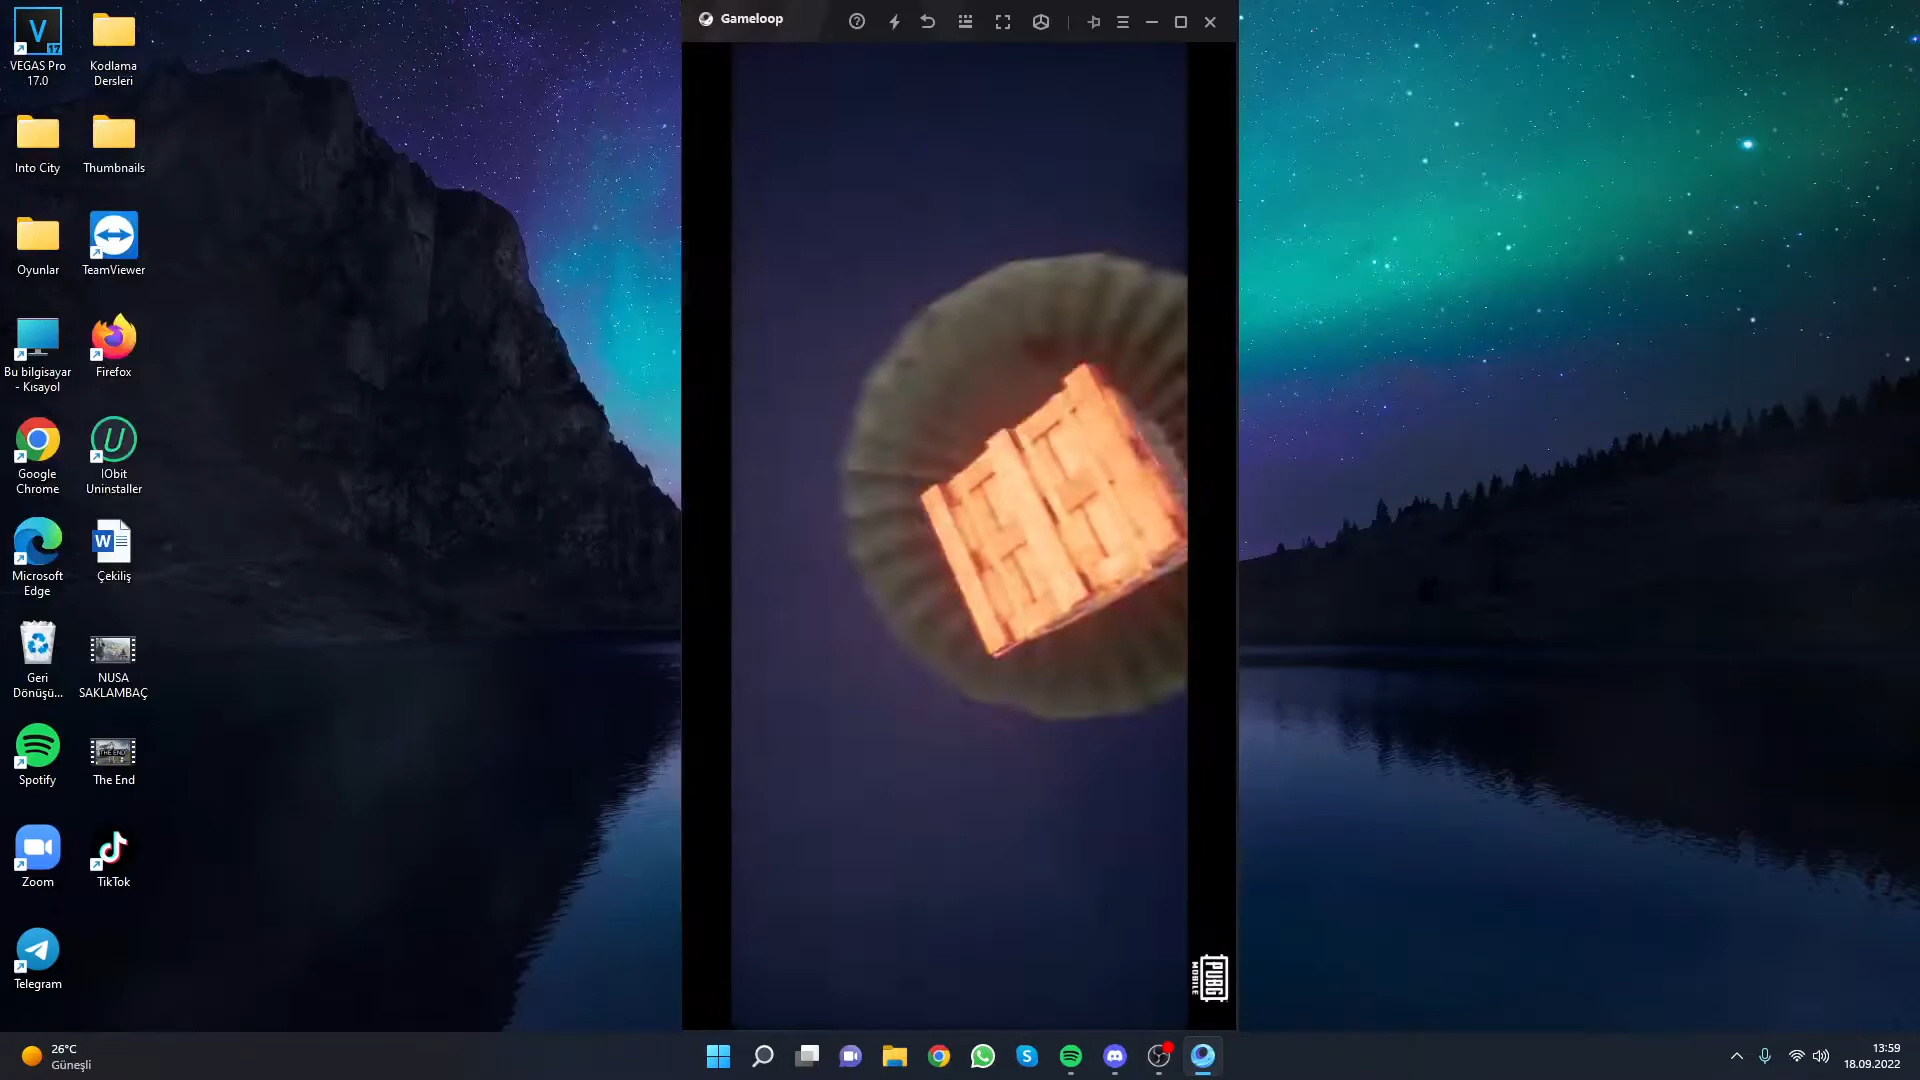 Gameloop
VEGAS Pro
17.0
Kodlama
Dersleri
Into City
Thumbnails
Oyunlar
TeamViewer
Bu bilgisayar
- Kısayol
Firefox
Google
Chrome
IObit
Uninstaller
Microsoft
Edge
Çekiliş
Geri
Dönüşü...
NUSA
SAKLAMBAÇ
Spotify
THE END
The End
Zoom
TikTok
Telegram
PUBG
MOBILE
26°C
Güneşli
13:59
18.09.2022